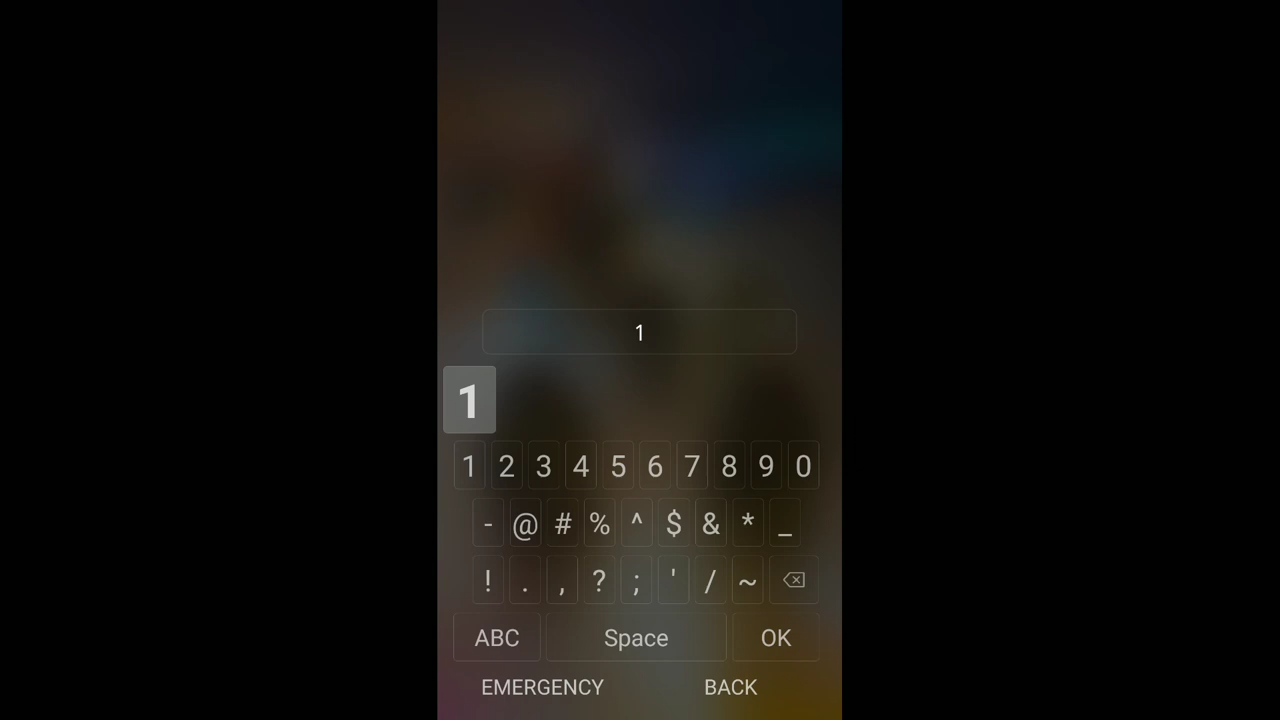 1
1
1 2 3 4 5 6 7 8 9 0
- @ # % ^ $ & * _
! . , ? ; ' / ~
ABC Space OK
EMERGENCY BACK